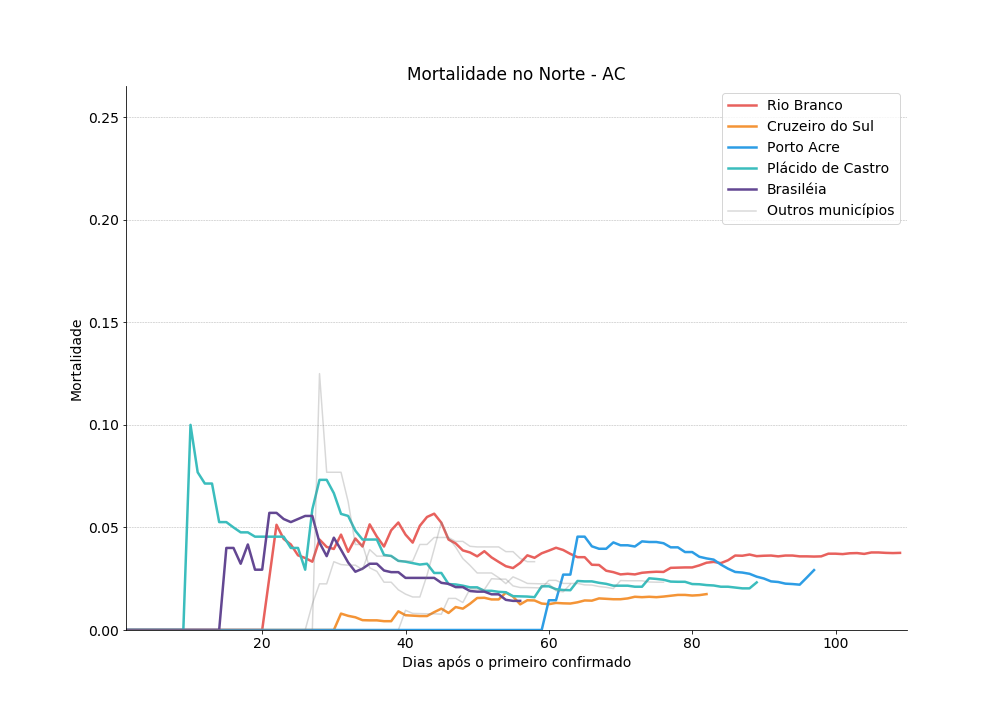 Mortalidade no Norte - AC
Rio Branco
Cruzeiro do Sul
Porto Acre
Plácido de Castro
Brasiléia
Outros municípios
Mortalidade
0.25
0.20
0.15
0.10
0.05
0.00
20
40
60
80
100
Dias após o primeiro confirmado